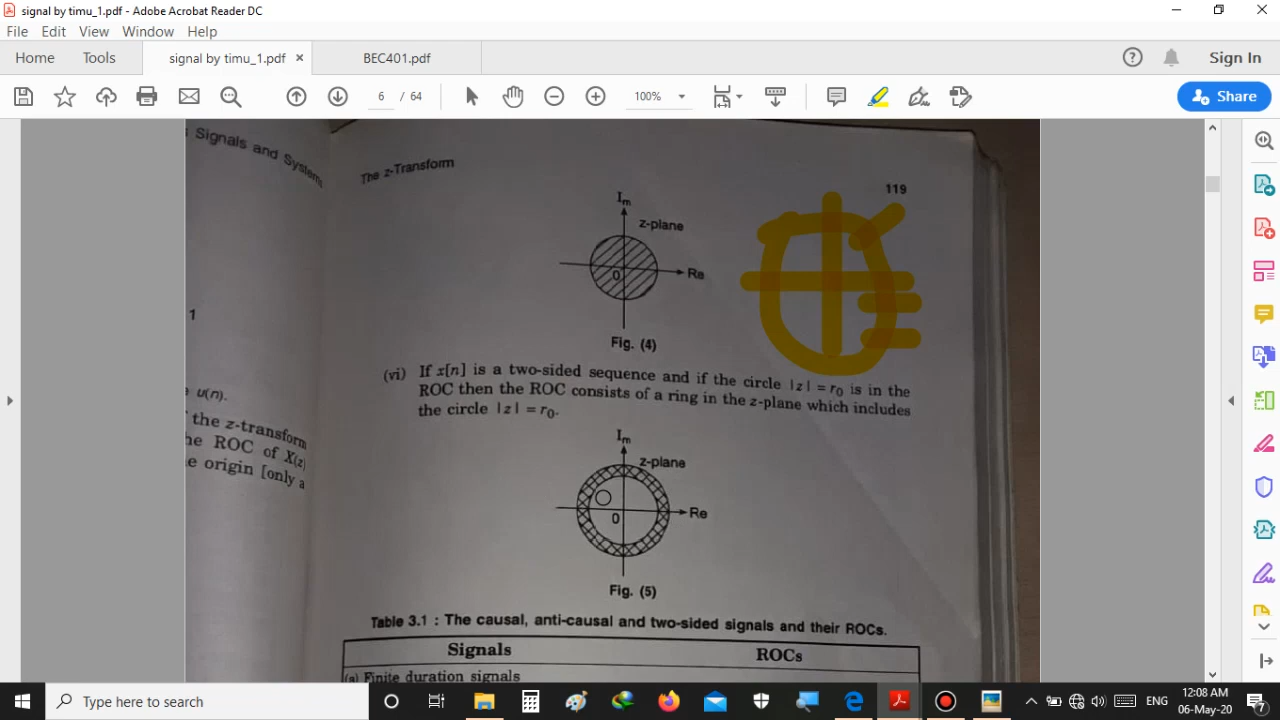 signal by timu_1.pdf - Adobe Acrobat Reader DC
File Edit View Window Help
Home Tools signal by timu_1.pdf × BEC401.pdf Sign In
6 / 64 100% Share
Signals and Systems
1
u(n).
the z-transform
he ROC of X(z)
e origin [only a
The z-Transform
119
Im
z-plane
0
Re
Fig. (4)
(vi) If x[n] is a two-sided sequence and if the circle |z| = r₀ is in the
ROC then the ROC consists of a ring in the z-plane which includes
the circle |z| = r₀.
Im
z-plane
0
Re
Fig. (5)
Table 3.1 : The causal, anti-causal and two-sided signals and their ROCs.
Signals ROCs
(a) Finite duration signals
Type here to search
ENG
12:08 AM
06-May-20
7